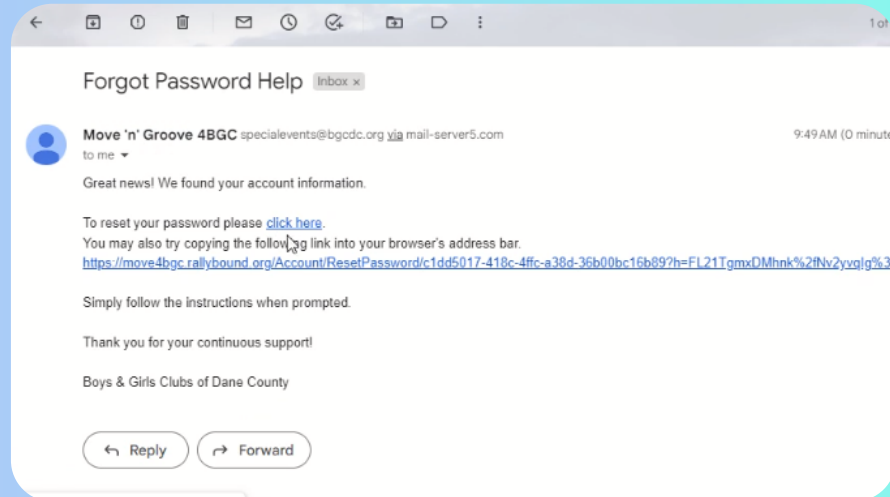 1 of
Forgot Password Help Inbox x
Move 'n' Groove 4BGC specialevents@bgcdc.org via mail-server5.com 9:49 AM (0 minute
to me
Great news! We found your account information.
To reset your password please click here.
You may also try copying the following link into your browser's address bar.
https://move4bgc.rallybound.org/Account/ResetPassword/c1dd5017-418c-4ffc-a38d-36b00bc16b89?h=FL21TgmxDMhnk%2fNv2yvqIg%3
Simply follow the instructions when prompted.
Thank you for your continuous support!
Boys & Girls Clubs of Dane County
Reply Forward